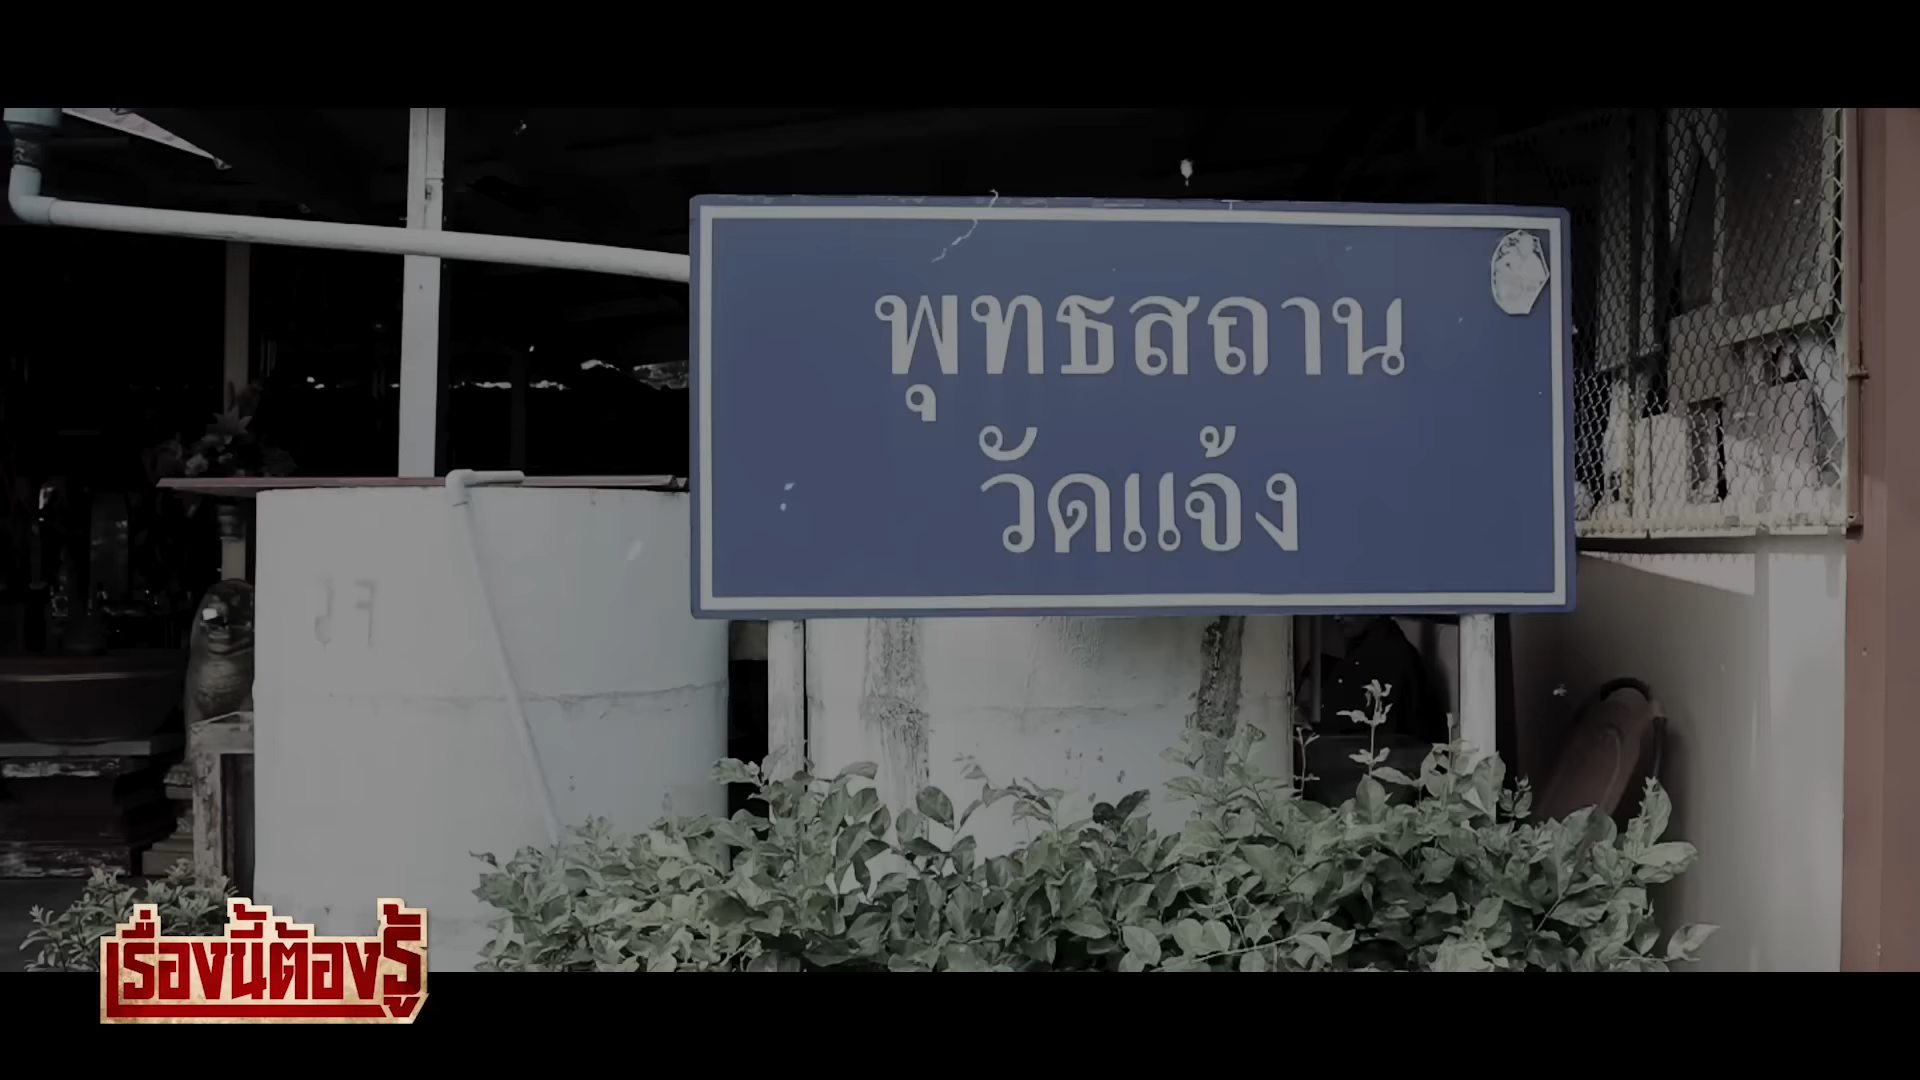 พุทธสถาน
วัดแจ้ง
เรื่องนี้ต้องรู้